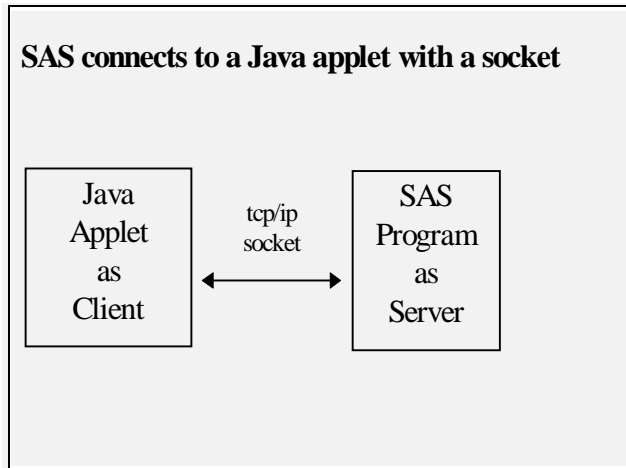 SAS connects to a Java applet with a socket
Java
Applet
as
Client
tcp/ip
socket
SAS
Program
as
Server